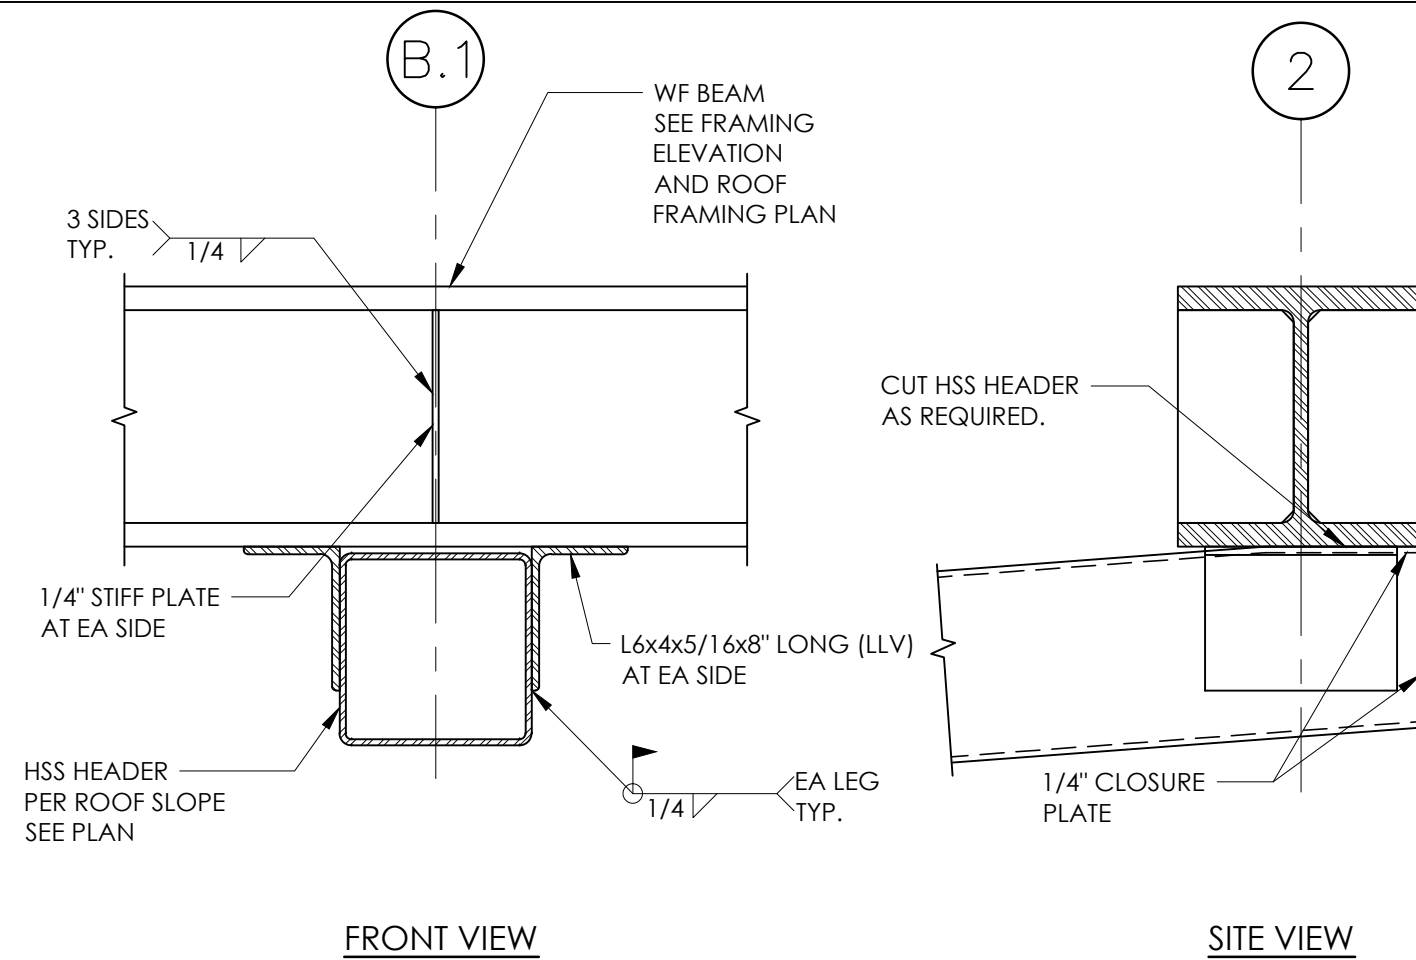 B.1
2
WF BEAM
SEE FRAMING
ELEVATION
AND ROOF
FRAMING PLAN
3 SIDES
TYP.
1/4
CUT HSS HEADER
AS REQUIRED.
1/4" STIFF PLATE
AT EA SIDE
L6x4x5/16x8" LONG (LLV)
AT EA SIDE
HSS HEADER
PER ROOF SLOPE
SEE PLAN
1/4
EA LEG
TYP.
1/4" CLOSURE
PLATE
FRONT VIEW
SITE VIEW